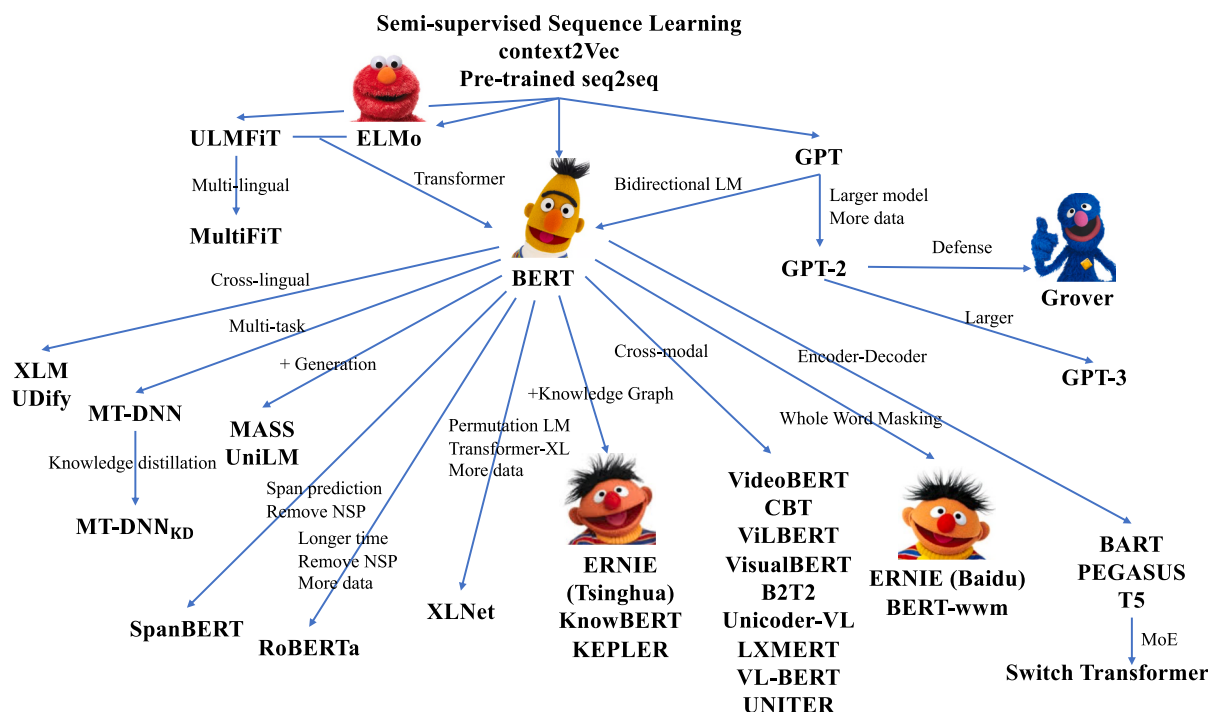 Semi-supervised Sequence Learning
context2Vec
Pre-trained seq2seq
ULMFiT
ELMo
GPT
Multi-lingual
Transformer
Bidirectional LM
Larger model
More data
MultiFiT
BERT
GPT-2
Defense
Grover
Cross-lingual
Multi-task
+ Generation
Cross-modal
Encoder-Decoder
Larger
GPT-3
XLM
UDify
MT-DNN
MASS
UniLM
+Knowledge Graph
Whole Word Masking
Permutation LM
Transformer-XL
More data
Knowledge distillation
MT-DNN_KD
Span prediction
Remove NSP
Longer time
Remove NSP
More data
SpanBERT
RoBERTa
XLNet
ERNIE
(Tsinghua)
KnowBERT
KEPLER
VideoBERT
CBT
ViLBERT
VisualBERT
B2T2
Unicoder-VL
LXMERT
VL-BERT
UNITER
ERNIE (Baidu)
BERT-wwm
BART
PEGASUS
T5
MoE
Switch Transformer